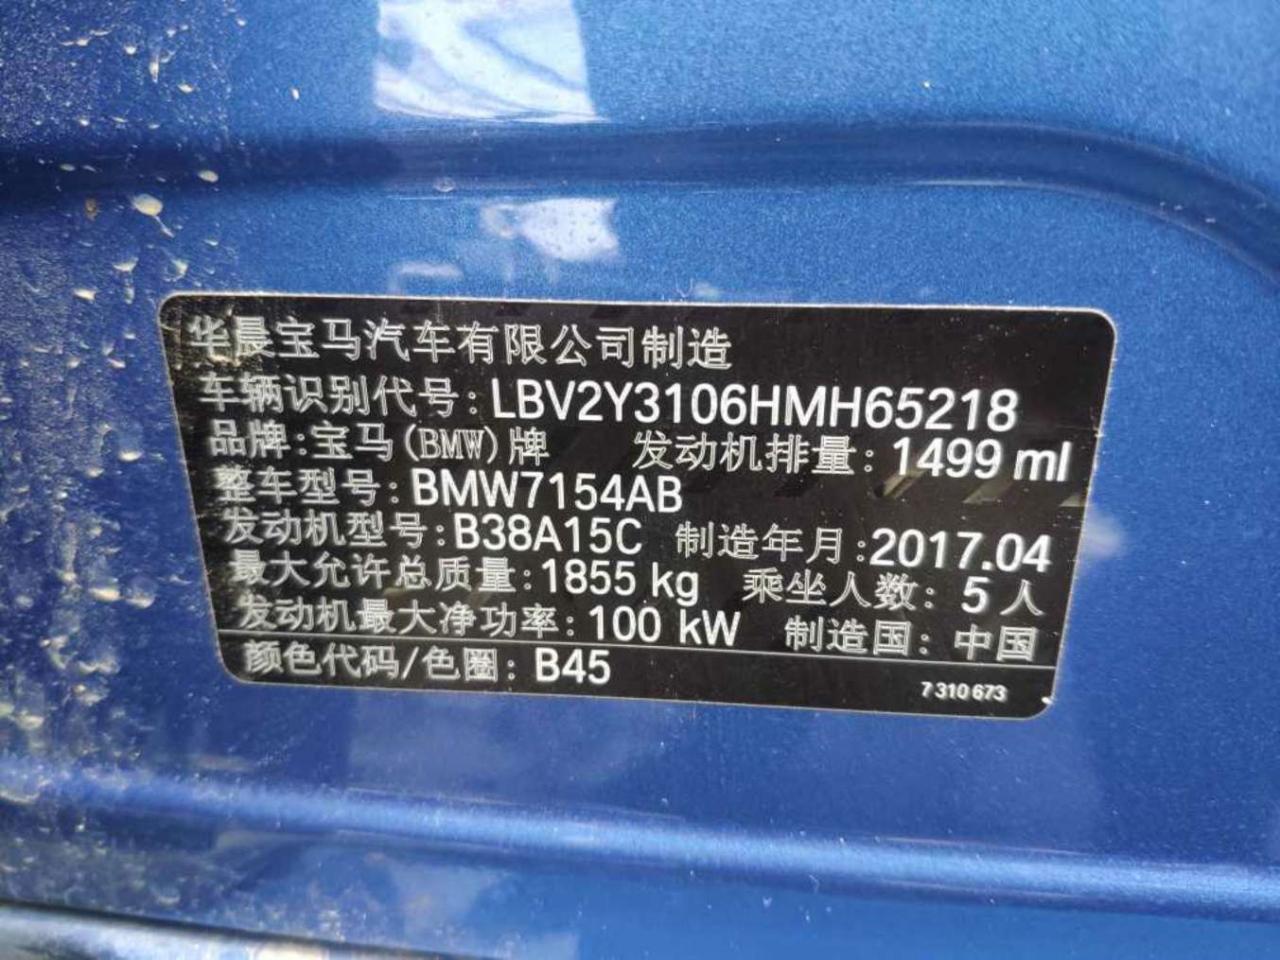 华晨宝马汽车有限公司制造
车辆识别代号: LBV2Y3106HMH65218
品牌:宝马(BMW)牌 发动机排量: 1499 ml
整车型号: BMW7154AB
发动机型号: B38A15C 制造年月:2017.04
最大允许总质量: 1855 kg 乘坐人数: 5 人
发动机最大净功率: 100 kW 制造国: 中国
颜色代码/色圈: B45
7 310 673